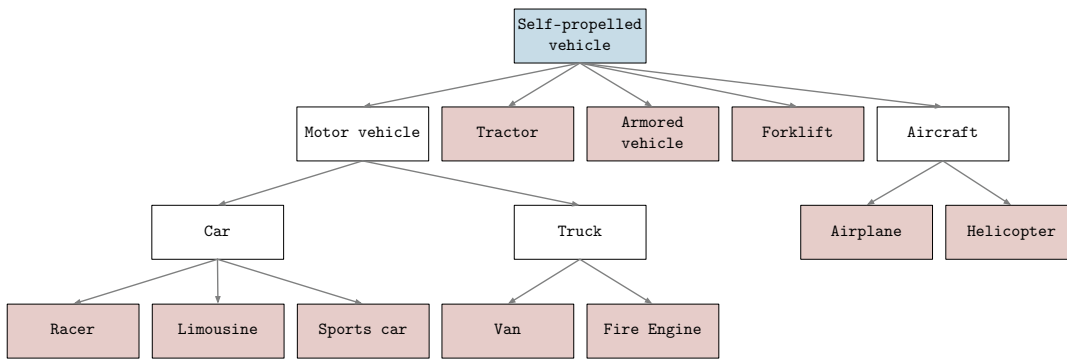 Self-propelled
vehicle
Motor vehicle
Tractor
Armored
vehicle
Forklift
Aircraft
Car
Truck
Airplane
Helicopter
Racer
Limousine
Sports car
Van
Fire Engine